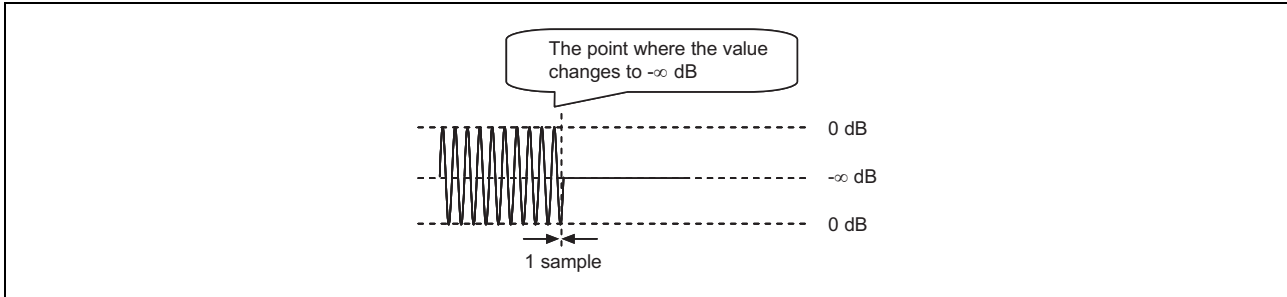 The point where the value
changes to -∞ dB
0 dB
-∞ dB
0 dB
1 sample